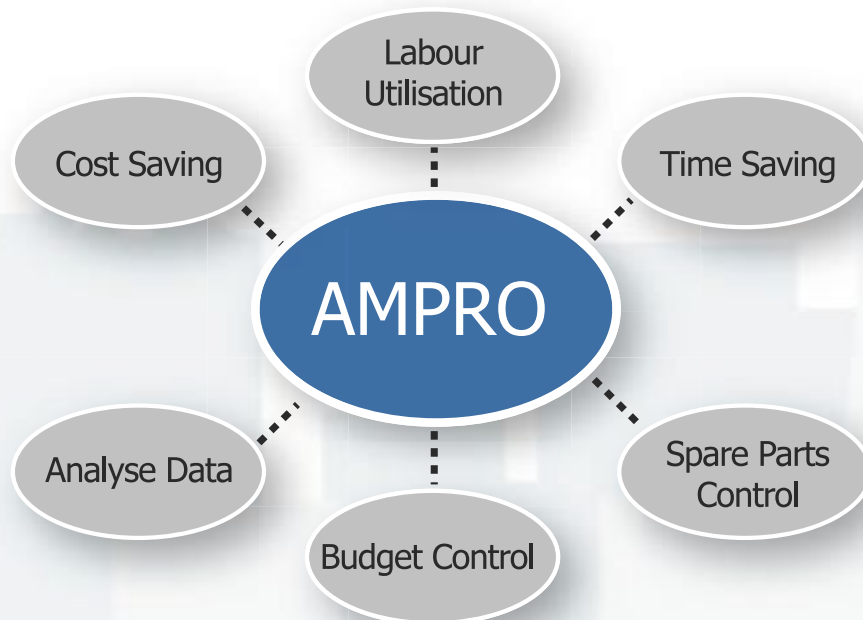 Labour
Utilisation
Cost Saving
Time Saving
AMPRO
Analyse Data
Spare Parts
Control
Budget Control